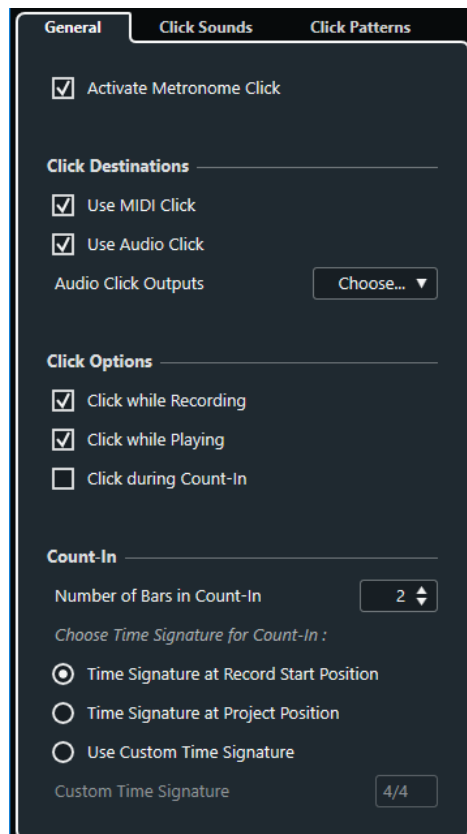 General Click Sounds Click Patterns
Activate Metronome Click
Click Destinations
Use MIDI Click
Use Audio Click
Audio Click Outputs Choose...
Click Options
Click while Recording
Click while Playing
Click during Count-In
Count-In
Number of Bars in Count-In 2
Choose Time Signature for Count-In :
Time Signature at Record Start Position
Time Signature at Project Position
Use Custom Time Signature
Custom Time Signature 4/4